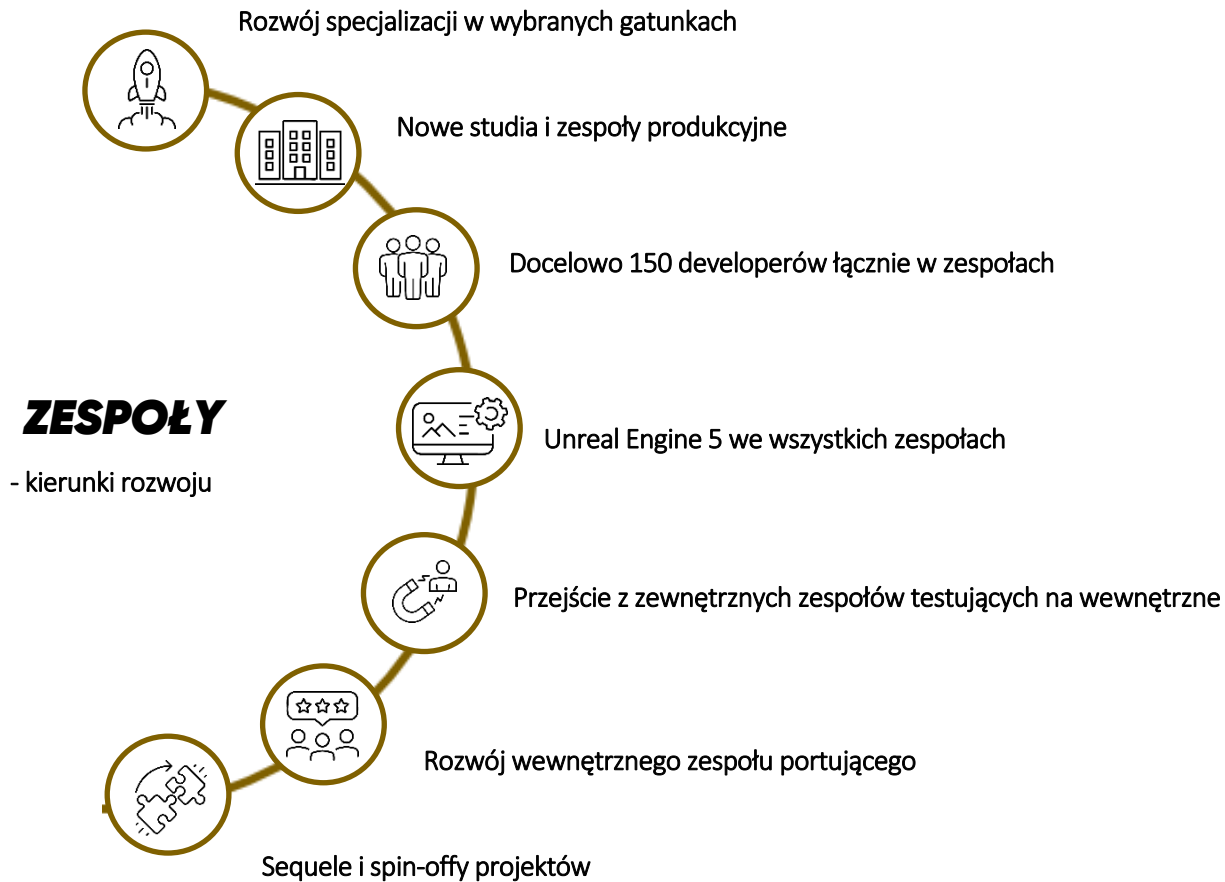 Rozwój specjalizacji w wybranych gatunkach
Nowe studia i zespoły produkcyjne
Docelowo 150 developerów łącznie w zespołach
ZESPOŁY
- kierunki rozwoju
Unreal Engine 5 we wszystkich zespołach
Przejście z zewnętrznych zespołów testujących na wewnętrzne
Rozwój wewnętrznego zespołu portującego
Sequele i spin-offy projektów